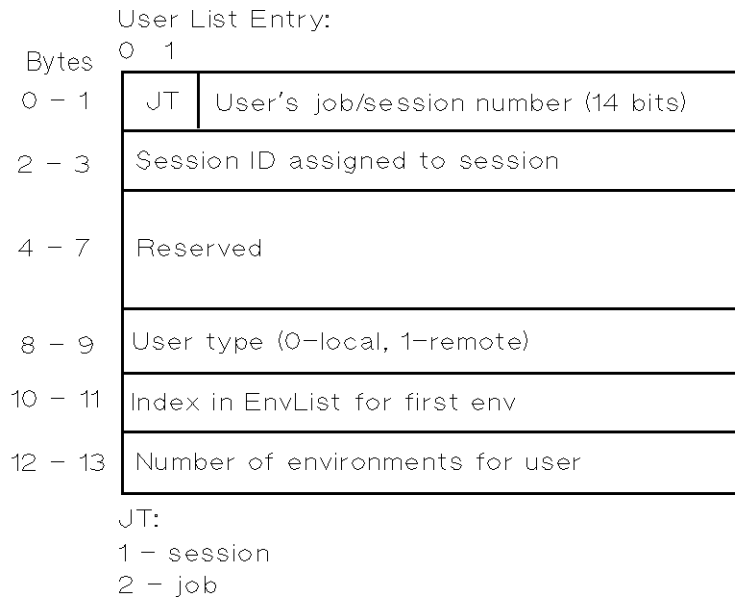 User List Entry:
0 1
Bytes
0 - 1 JT User's job/session number (14 bits)
2 - 3 Session ID assigned to session
4 - 7 Reserved
8 - 9 User type (0-local, 1-remote)
10 - 11 Index in EnvList for first env
12 - 13 Number of environments for user
JT:
1 - session
2 - job